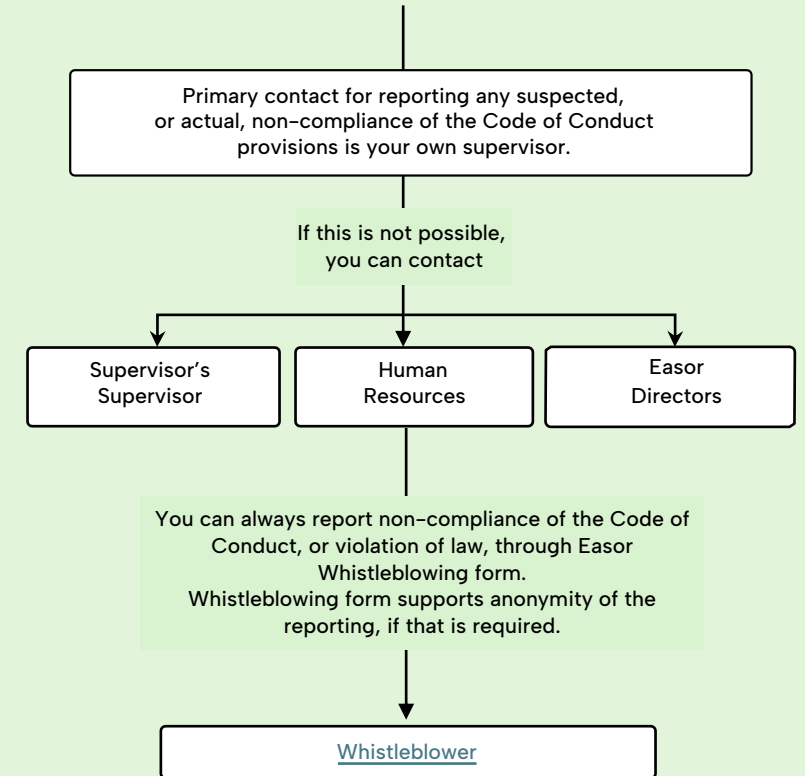 Primary contact for reporting any suspected,
or actual, non-compliance of the Code of Conduct
provisions is your own supervisor.
If this is not possible,
you can contact
Supervisor's
Supervisor
Human
Resources
Easor
Directors
You can always report non-compliance of the Code of
Conduct, or violation of law, through Easor
Whistleblowing form.
Whistleblowing form supports anonymity of the
reporting, if that is required.
Whistleblower